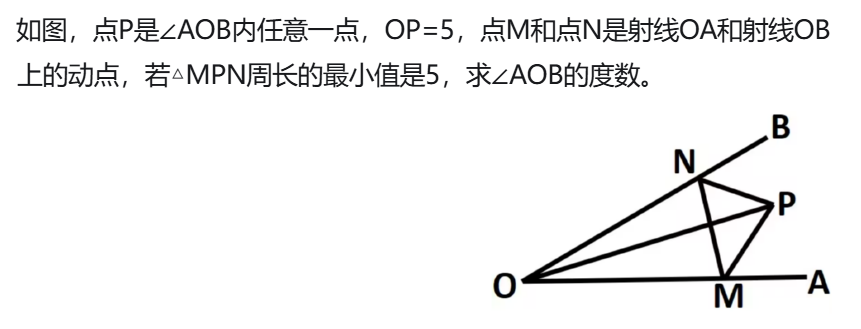 如图，点P是∠AOB内任意一点，OP=5，点M和点N是射线OA和射线OB
上的动点，若△MPN周长的最小值是5，求∠AOB的度数。
B
N
P
O
M
A